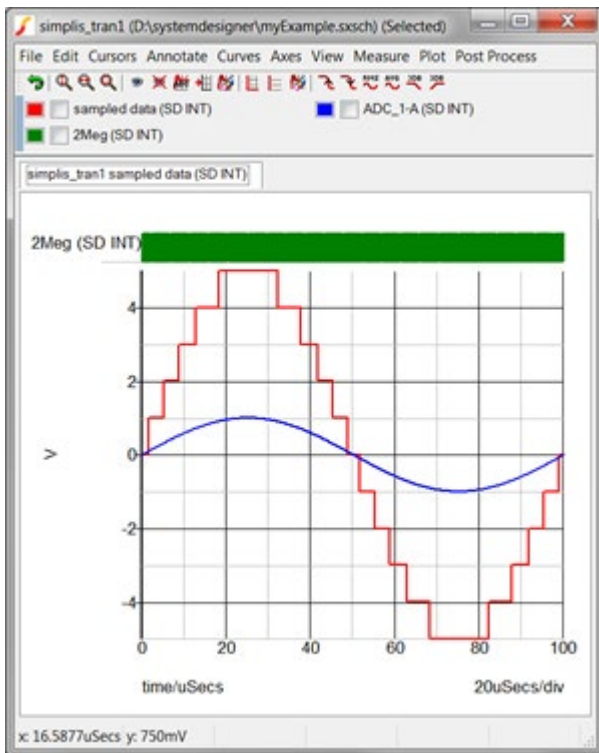 simplis_tran1 (D:\systemdesigner\myExample.sxsch) (Selected)
File Edit Cursors Annotate Curves Axes View Measure Plot Post Process
sampled data (SD INT) ADC_1-A (SD INT)
2Meg (SD INT)
simplis_tran1 sampled data (SD INT)
2Meg (SD INT)
4
2
V
0
-2
-4
0 20 40 60 80 100
time/uSecs 20uSecs/div
x: 16.5877uSecs y: 750mV